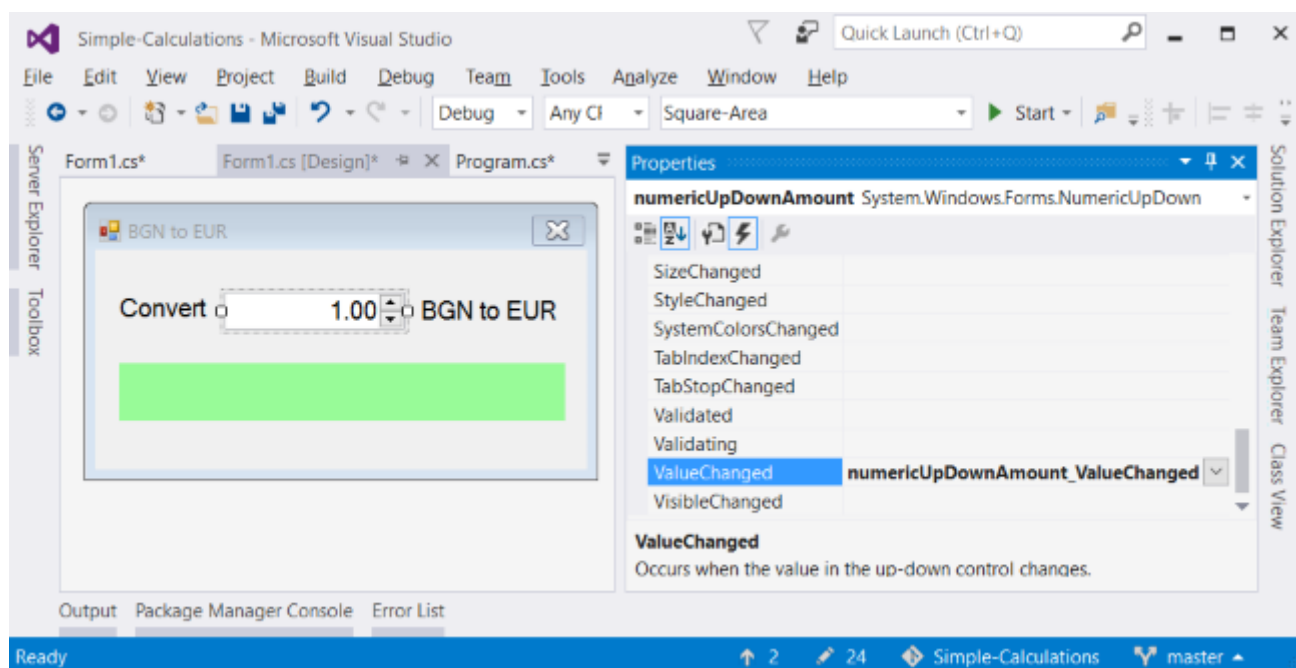 Simple-Calculations - Microsoft Visual Studio
Quick Launch (Ctrl+Q)
File Edit View Project Build Debug Team Tools Analyze Window Help
Debug Any CF Square-Area Start
Server Explorer
Toolbox
Form1.cs* Form1.cs [Design]* Program.cs*
BGN to EUR
Convert 1.00 BGN to EUR
Properties
numericUpDownAmount System.Windows.Forms.NumericUpDown
SizeChanged
StyleChanged
SystemColorsChanged
TabIndexChanged
TabStopChanged
Validated
Validating
ValueChanged numericUpDownAmount_ValueChanged
VisibleChanged
ValueChanged
Occurs when the value in the up-down control changes.
Solution Explorer
Team Explorer
Class View
Output Package Manager Console Error List
Ready 2 24 Simple-Calculations master